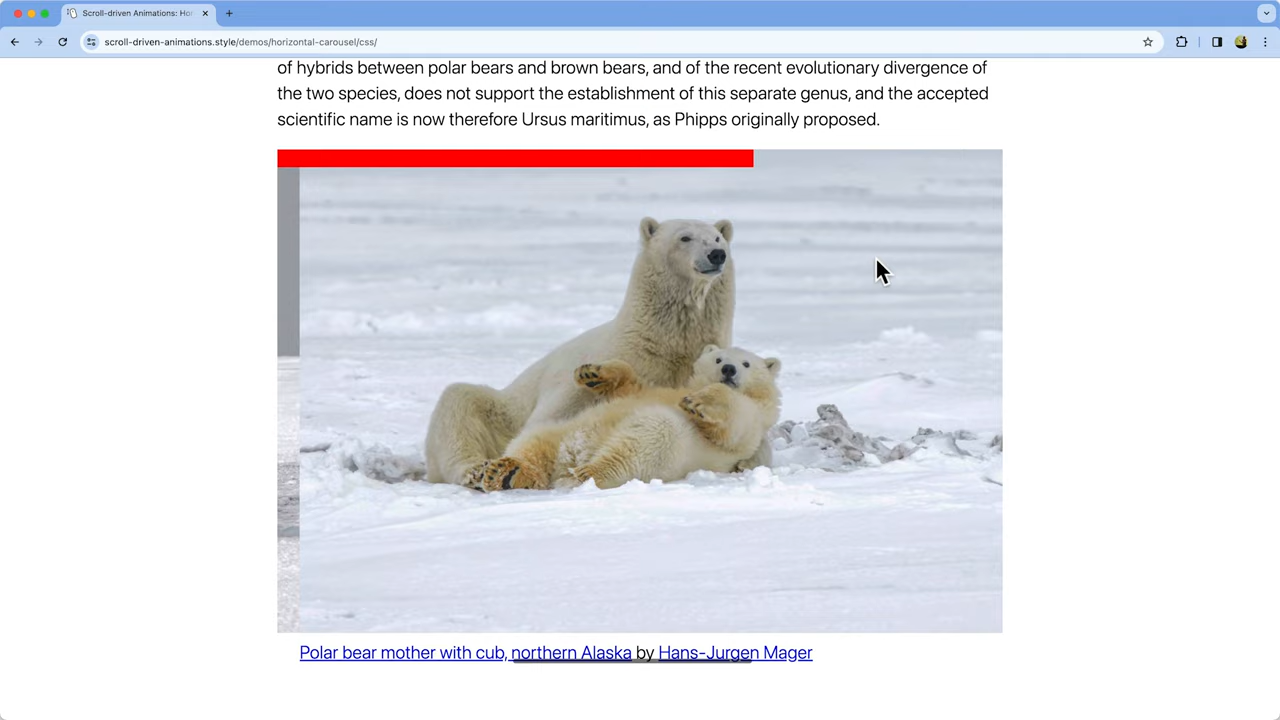 Scroll-driven Animations: Hor
scroll-driven-animations.style/demos/horizontal-carousel/css/
of hybrids between polar bears and brown bears, and of the recent evolutionary divergence of
the two species, does not support the establishment of this separate genus, and the accepted
scientific name is now therefore Ursus maritimus, as Phipps originally proposed.
Polar bear mother with cub, northern Alaska by Hans-Jurgen Mager